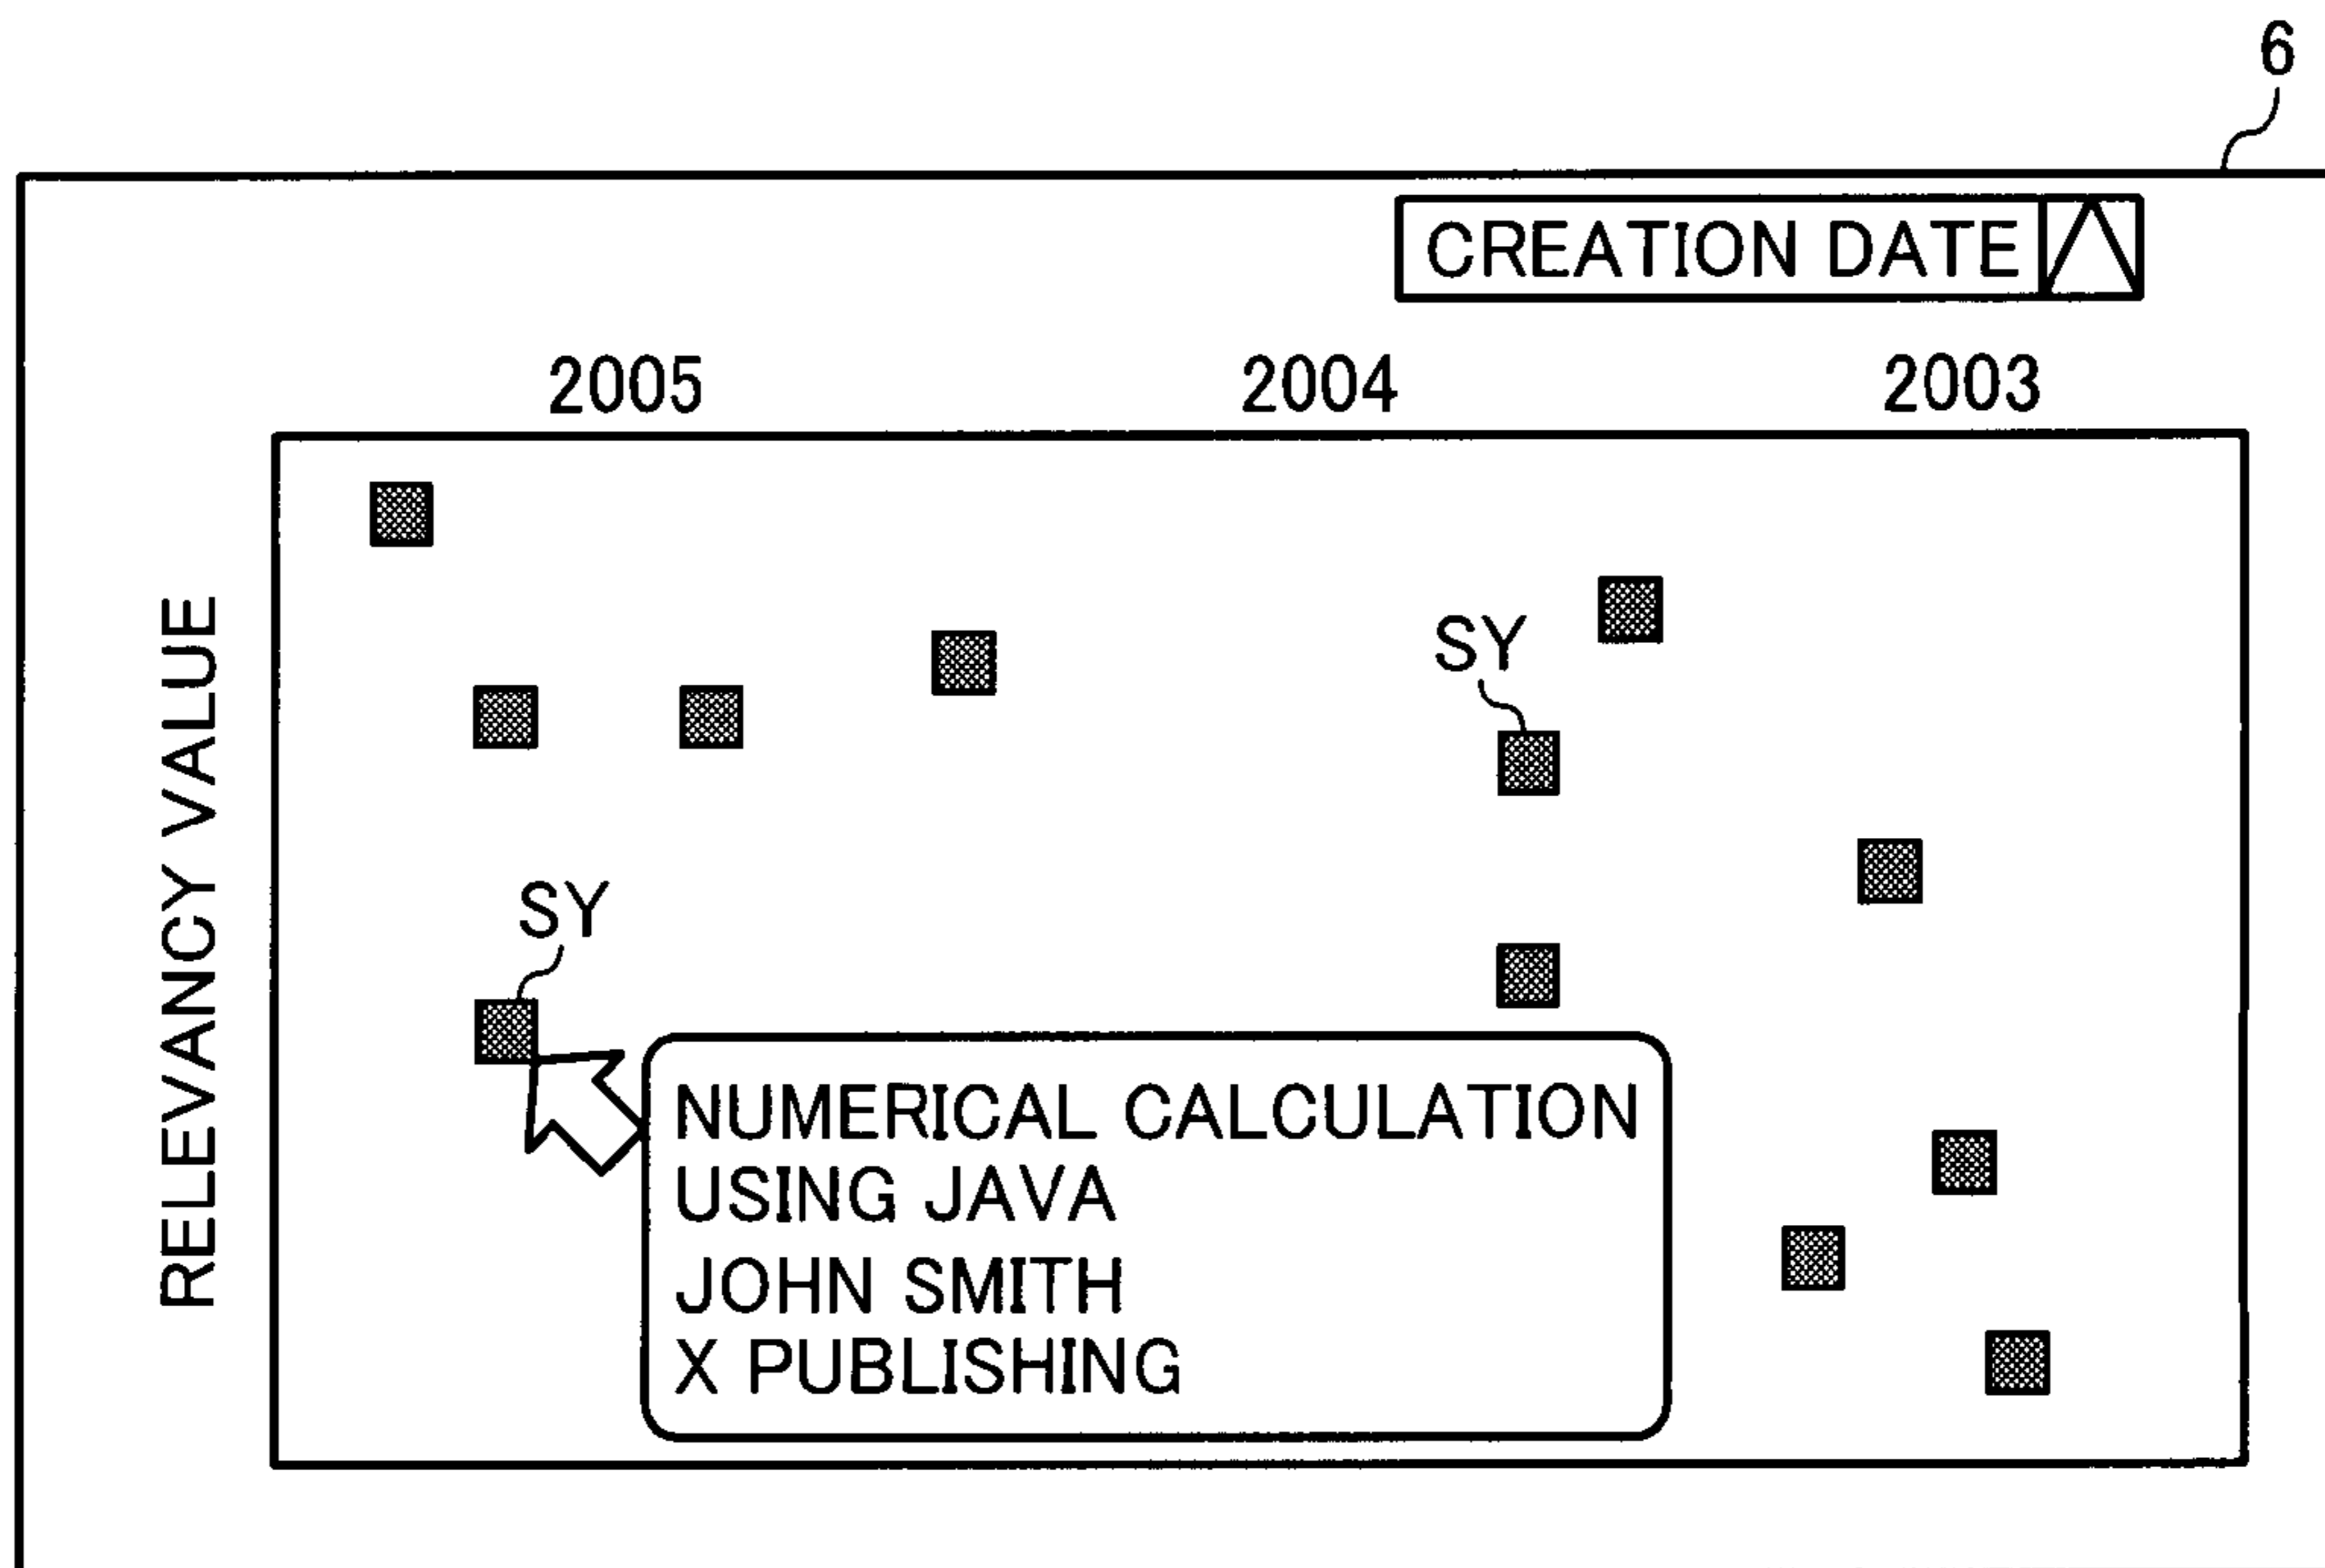 6
CREATION DATE
2005 2004 2003
RELEVANCY VALUE
SY
SY
NUMERICAL CALCULATION
USING JAVA
JOHN SMITH
X PUBLISHING